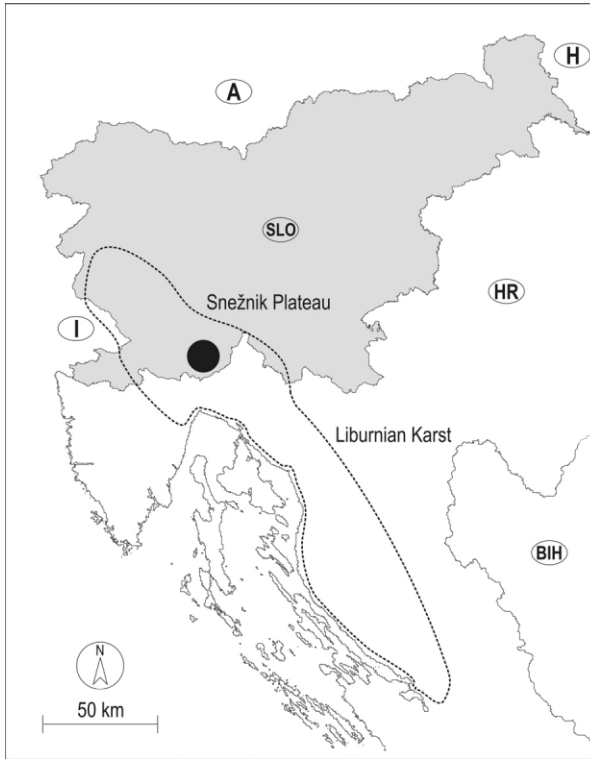 H
A
SLO
HR
Snežnik Plateau
I
Liburnian Karst
BIH
N
50 km